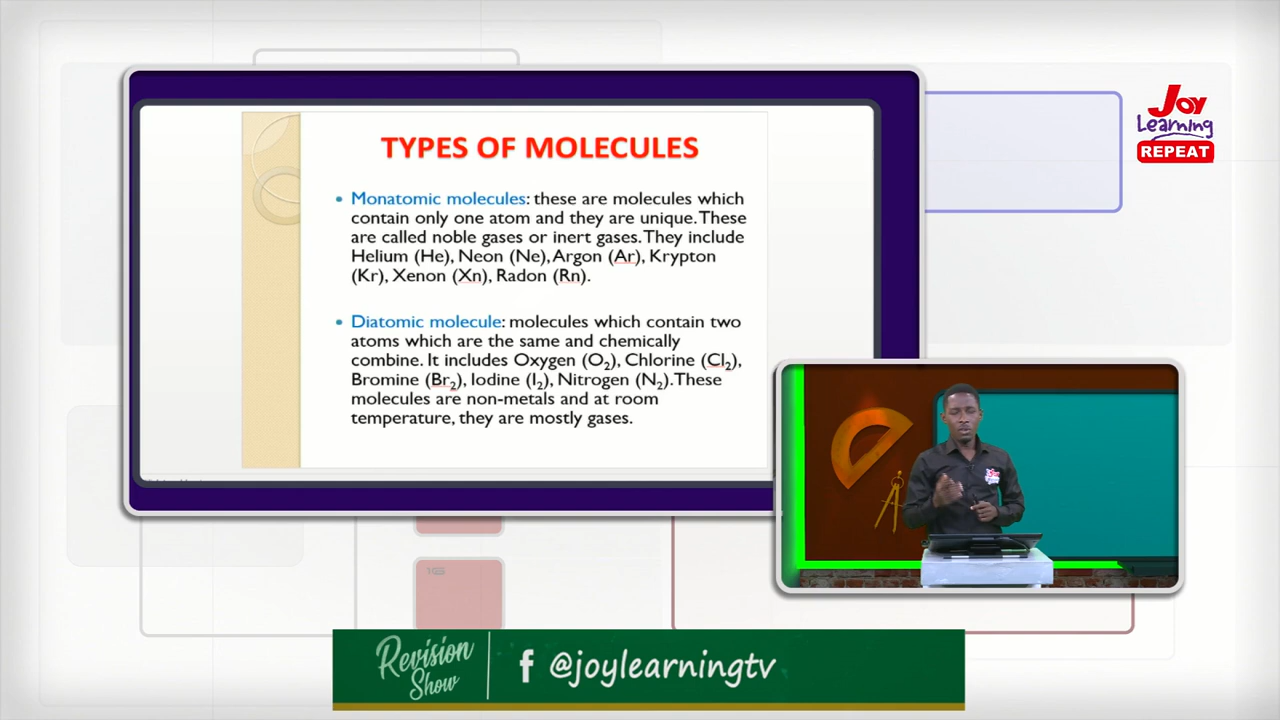 TYPES OF MOLECULES
• Monatomic molecules: these are molecules which
contain only one atom and they are unique. These
are called noble gases or inert gases. They include
Helium (He), Neon (Ne), Argon (Ar), Krypton
(Kr), Xenon (Xn), Radon (Rn).
• Diatomic molecule: molecules which contain two
atoms which are the same and chemically
combine. It includes Oxygen (O₂), Chlorine (Cl₂),
Bromine (Br₂), Iodine (I₂), Nitrogen (N₂). These
molecules are non-metals and at room
temperature, they are mostly gases.
Joy
Learning
REPEAT
Revision
Show
f @joylearningtv